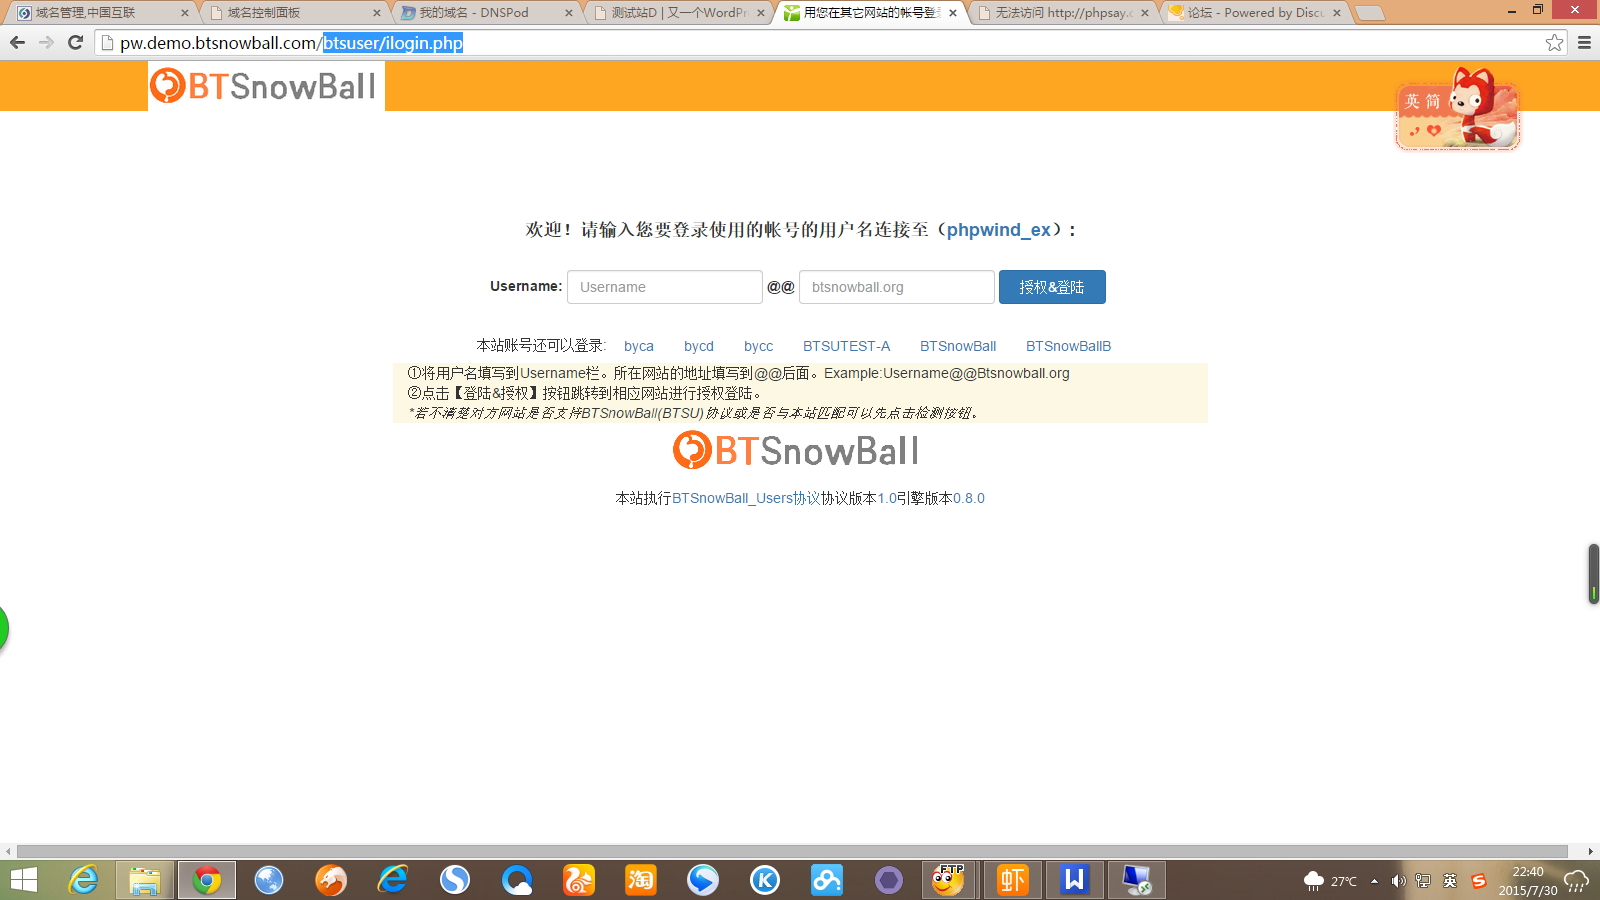 域名管理,中国互联
域名控制面板
我的域名 - DNSPod
测试站D | 又一个WordPr
用您在其它网站的帐号登
无法访问 http://phpsay.c
论坛 - Powered by Discu
pw.demo.btsnowball.com/btsuser/ilogin.php
BTSnowBall
英 简
欢迎！请输入您要登录使用的帐号的用户名连接至（phpwind_ex）:
Username: Username @@ btsnowball.org 授权&登陆
本站账号还可以登录: byca bycd bycc BTSUTEST-A BTSnowBall BTSnowBallB
①将用户名填写到Username栏。所在网站的地址填写到@@后面。Example:Username@@Btsnowball.org
②点击【登陆&授权】按钮跳转到相应网站进行授权登陆。
*若不清楚对方网站是否支持BTSnowBall(BTSU)协议或是否与本站匹配可以先点击检测按钮。
BTSnowBall
本站执行BTSnowBall_Users协议协议版本1.0引擎版本0.8.0
淘
K
FTP
虾
W
27℃
英
22:40
2015/7/30